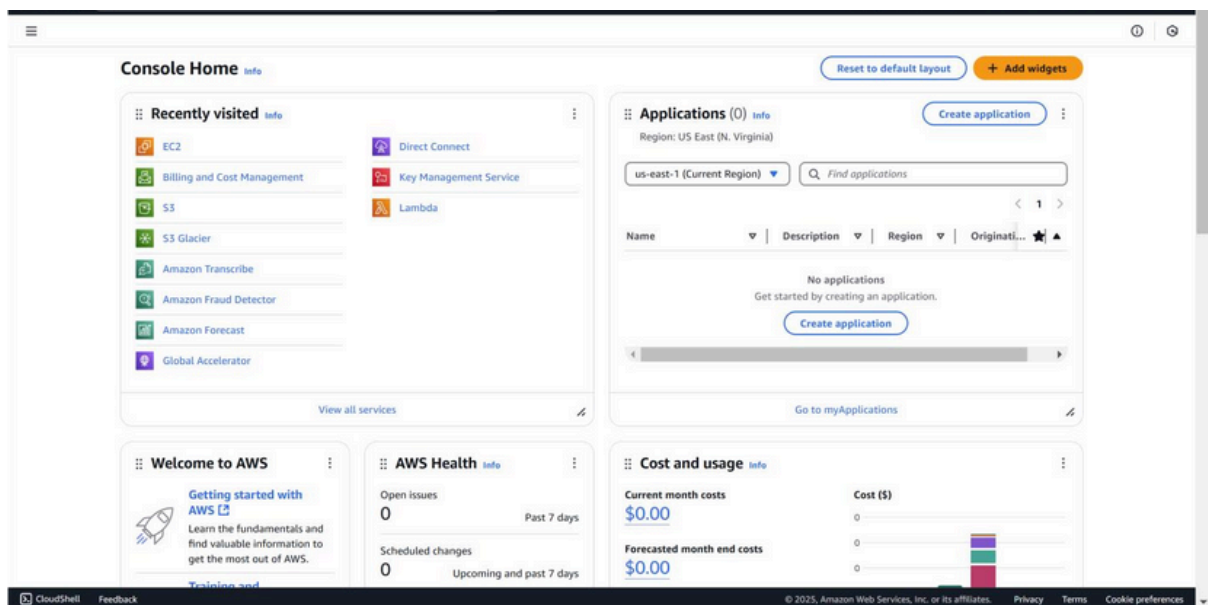 Console Home Info
Reset to default layout
+ Add widgets
Recently visited Info
EC2
Billing and Cost Management
S3
S3 Glacier
Amazon Transcribe
Amazon Fraud Detector
Amazon Forecast
Global Accelerator
Direct Connect
Key Management Service
Lambda
View all services
Applications (0) Info
Create application
Region: US East (N. Virginia)
us-east-1 (Current Region)
Find applications
1
Name Description Region Originati...
No applications
Get started by creating an application.
Create application
Go to myApplications
Welcome to AWS
Getting started with
AWS
Learn the fundamentals and
find valuable information to
get the most out of AWS.
Training and
AWS Health Info
Open issues
0 Past 7 days
Scheduled changes
0 Upcoming and past 7 days
Cost and usage Info
Current month costs
$0.00
Forecasted month end costs
$0.00
Cost ($)
0
0
0
CloudShell Feedback
© 2025, Amazon Web Services, Inc. or its affiliates. Privacy Terms Cookie preferences